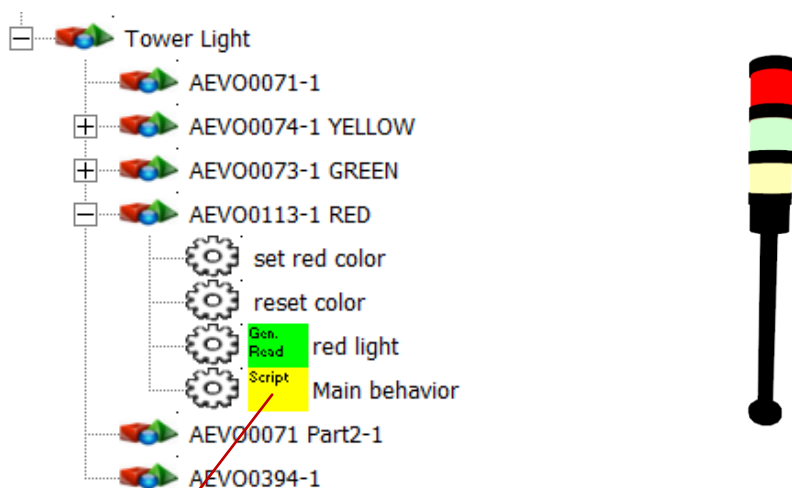 Tower Light
AEVO0071-1
AEVO0074-1 YELLOW
AEVO0073-1 GREEN
AEVO0113-1 RED
set red color
reset color
Gen.
Read red light
Script
Main behavior
AEVO0071 Part2-1
AEVO0394-1